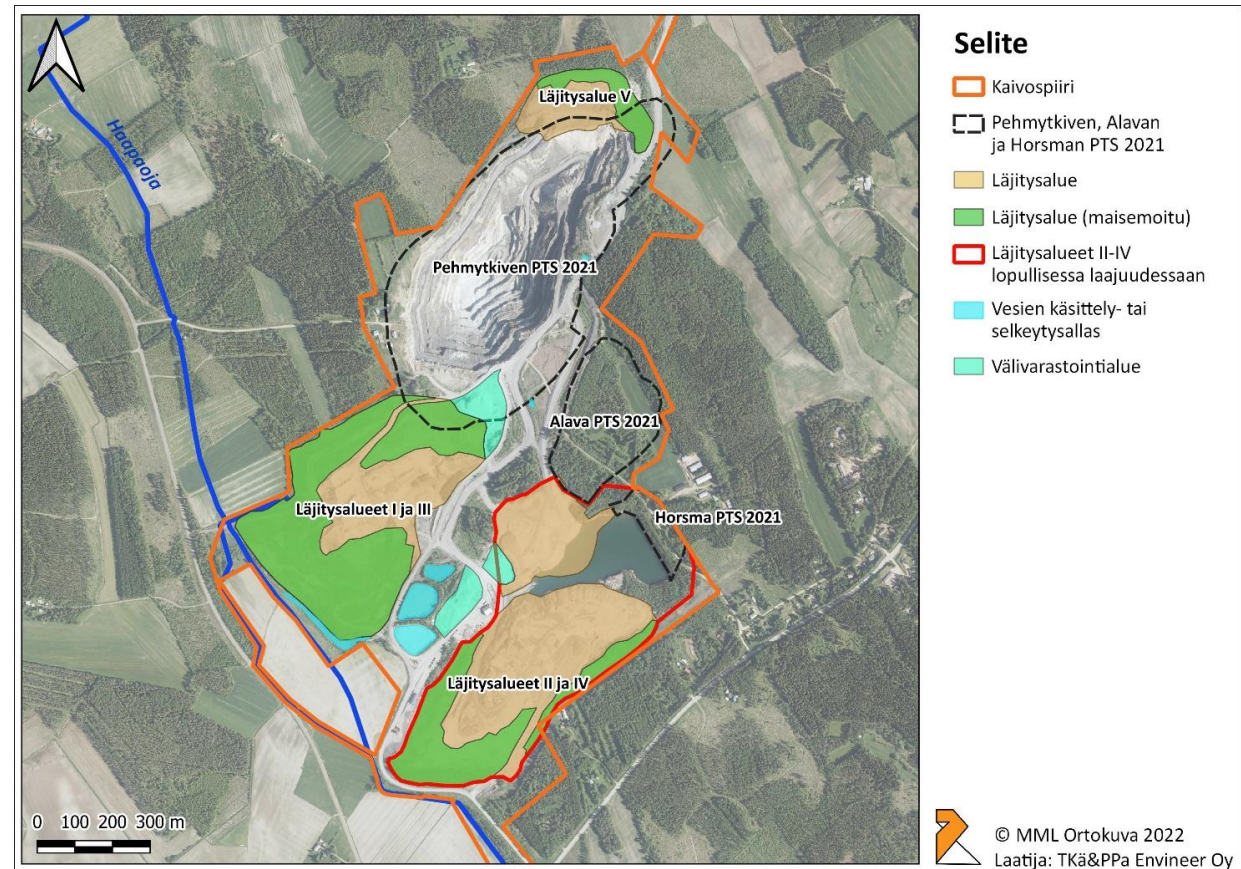 Haapaoja
Läjitysalue V
Pehmytkiven PTS 2021
Alava PTS 2021
Läjitysalueet I ja III
Horsma PTS 2021
Läjitysalueet II ja IV
0 100 200 300 m
Selite
Kaivospiiri
Pehmytkiven, Alavan
ja Horsman PTS 2021
Läjitysalue
Läjitysalue (maisemoitu)
Läjitysalueet II-IV
lopullisessa laajuudessaan
Vesien käsittely- tai
selkeytysallas
Välivarastointialue
© MML Ortokuva 2022
Laatija: TKä&PPa Envineer Oy